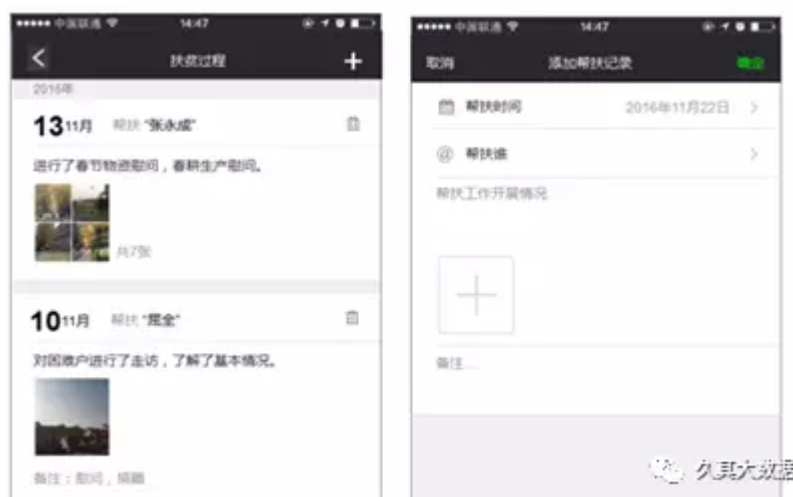 中国联通 14:47
扶贫过程
2016年
13 11月 帮扶 "张永成"
进行了春节物资慰问，春耕生产慰问。
共7张
10 11月 帮扶 "屈全"
对困难户进行了走访，了解了基本情况。
备注：慰问，捐赠
中国联通 14:47
取消 添加帮扶记录 确定
帮扶时间 2016年11月22日
@ 帮扶谁
帮扶工作开展情况
备注...
久其大数据